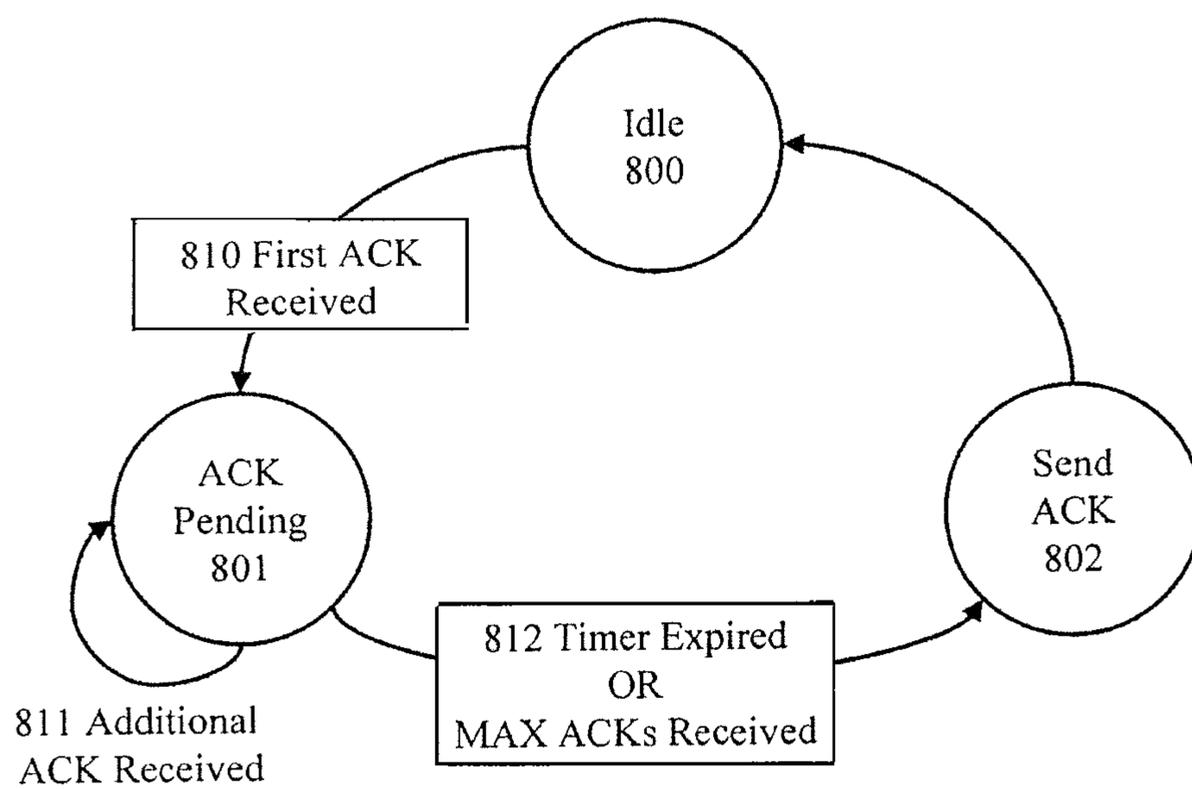 Idle
800
810 First ACK
Received
ACK
Pending
801
Send
ACK
802
812 Timer Expired
OR
MAX ACKs Received
811 Additional
ACK Received